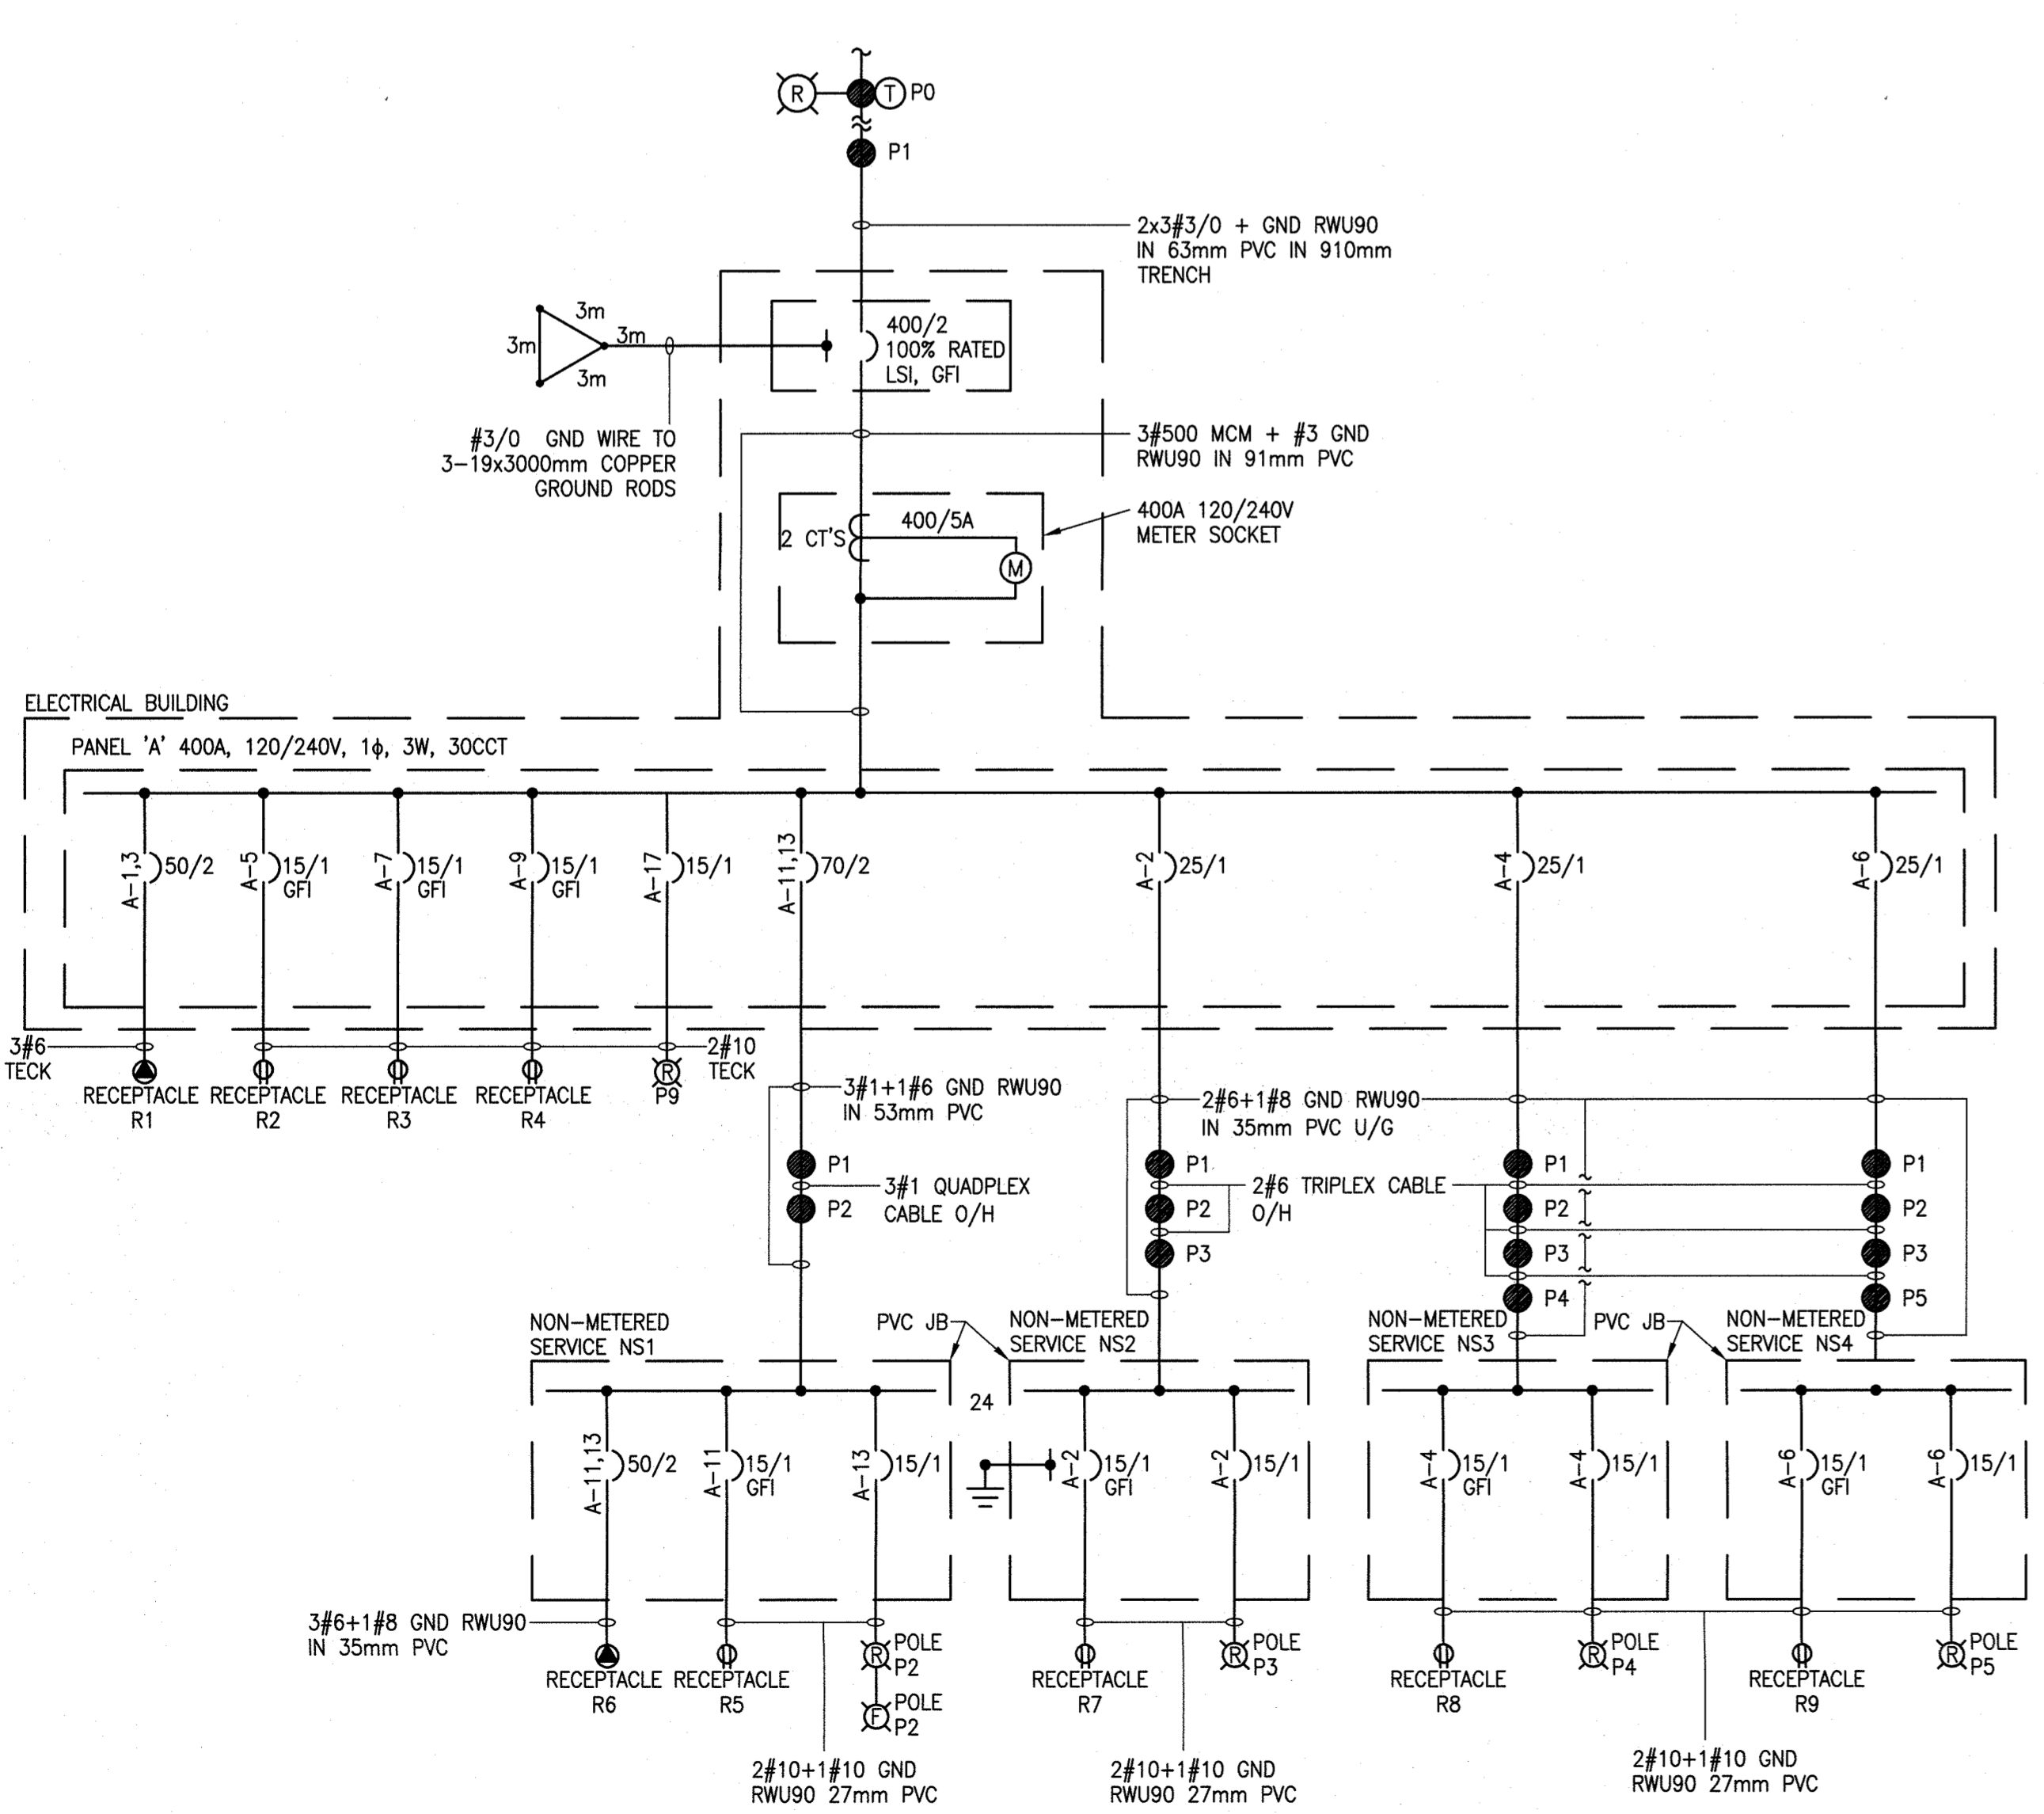 R
T
P0
P1
2x3#3/0 + GND RWU90
IN 63mm PVC IN 910mm
TRENCH
3m
3m
3m
3m
400/2
100% RATED
LSI, GFI
#3/0 GND WIRE TO
3-19x3000mm COPPER
GROUND RODS
3#500 MCM + #3 GND
RWU90 IN 91mm PVC
2 CT'S
400/5A
M
400A 120/240V
METER SOCKET
ELECTRICAL BUILDING
PANEL 'A' 400A, 120/240V, 1ϕ, 3W, 30CCT
A-1,3
50/2
A-5
15/1
GFI
A-7
15/1
GFI
A-9
15/1
GFI
A-17
15/1
A-11,13
70/2
A-2
25/1
A-4
25/1
A-6
25/1
3#6
TECK
2#10
TECK
RECEPTACLE
R1
RECEPTACLE
R2
RECEPTACLE
R3
RECEPTACLE
R4
R
P9
3#1+1#6 GND RWU90
IN 53mm PVC
2#6+1#8 GND RWU90
IN 35mm PVC U/G
P1
P2
3#1 QUADPLEX
CABLE O/H
P1
P2
P3
2#6 TRIPLEX CABLE
O/H
P1
P2
P3
P4
P1
P2
P3
P5
NON-METERED
SERVICE NS1
PVC JB
NON-METERED
SERVICE NS2
NON-METERED
SERVICE NS3
PVC JB
NON-METERED
SERVICE NS4
24
A-11,13
50/2
A-11
15/1
GFI
A-13
15/1
A-2
15/1
GFI
A-2
15/1
A-4
15/1
GFI
A-4
15/1
A-6
15/1
GFI
A-6
15/1
3#6+1#8 GND RWU90
IN 35mm PVC
RECEPTACLE
R6
RECEPTACLE
R5
R
POLE
P2
F
POLE
P2
RECEPTACLE
R7
R
POLE
P3
RECEPTACLE
R8
R
POLE
P4
RECEPTACLE
R9
R
POLE
P5
2#10+1#10 GND
RWU90 27mm PVC
2#10+1#10 GND
RWU90 27mm PVC
2#10+1#10 GND
RWU90 27mm PVC